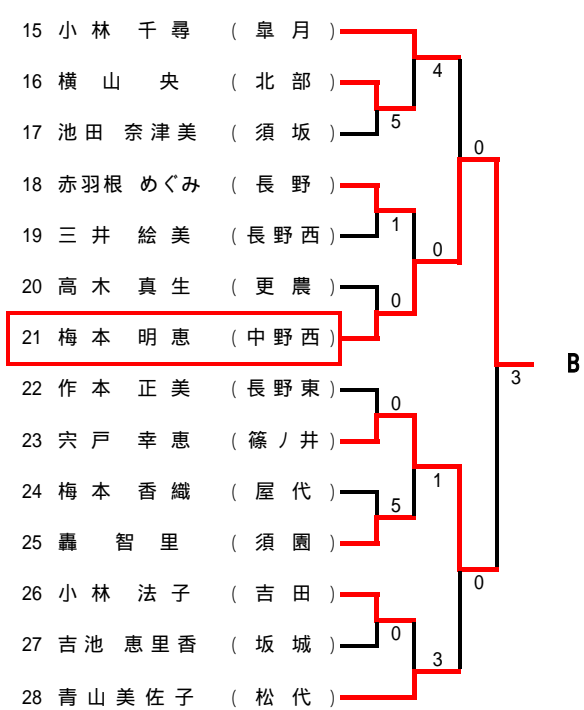 15 小林 千尋 (皐月)
16 横山 央 (北部)
17 池田 奈津美 (須坂)
18 赤羽根 めぐみ (長野)
19 三井 絵美 (長野西)
20 高木 真生 (更農)
21 梅本 明恵 (中野西)
22 作本 正美 (長野東)
23 宍戸 幸恵 (篠ノ井)
24 梅本 香織 (屋代)
25 轟 智里 (須園)
26 小林 法子 (吉田)
27 吉池 恵里香 (坂城)
28 青山美佐子 (松代)
4
5
0
1
0
0
B
3
0
1
5
0
0
3